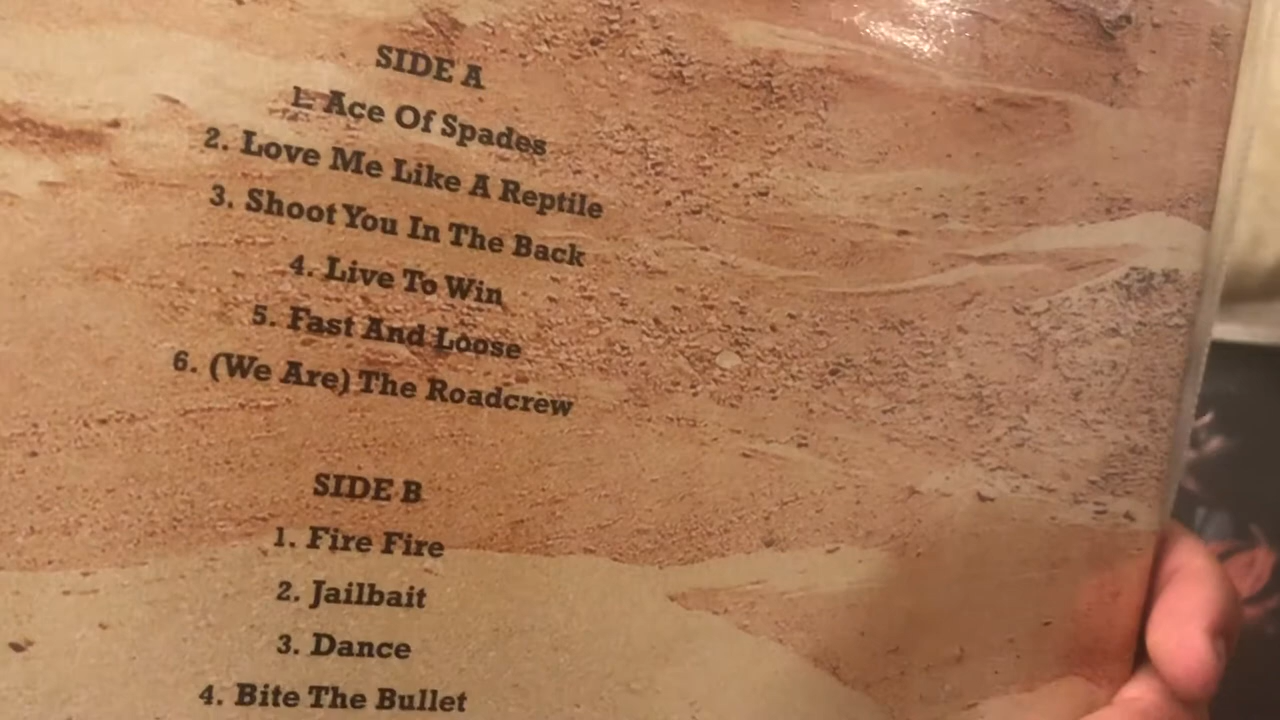 SIDE A
1. Ace Of Spades
2. Love Me Like A Reptile
3. Shoot You In The Back
4. Live To Win
5. Fast And Loose
6. (We Are) The Roadcrew
SIDE B
1. Fire Fire
2. Jailbait
3. Dance
4. Bite The Bullet